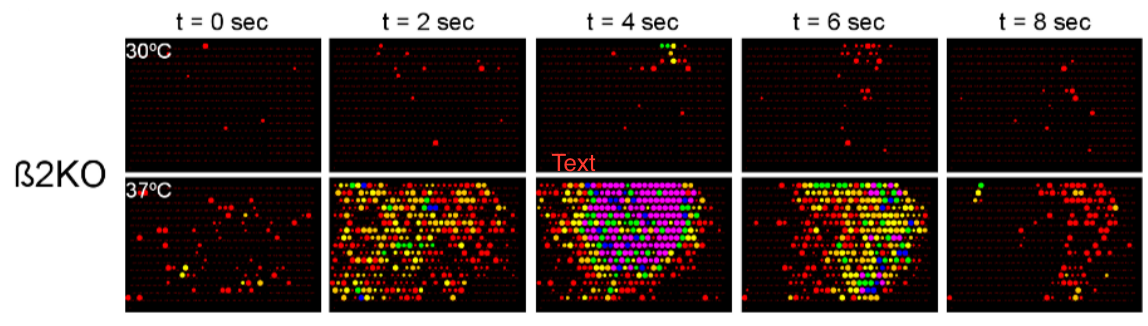 t = 0 sec t = 2 sec t = 4 sec t = 6 sec t = 8 sec
30ºC
Text
ß2KO
37ºC